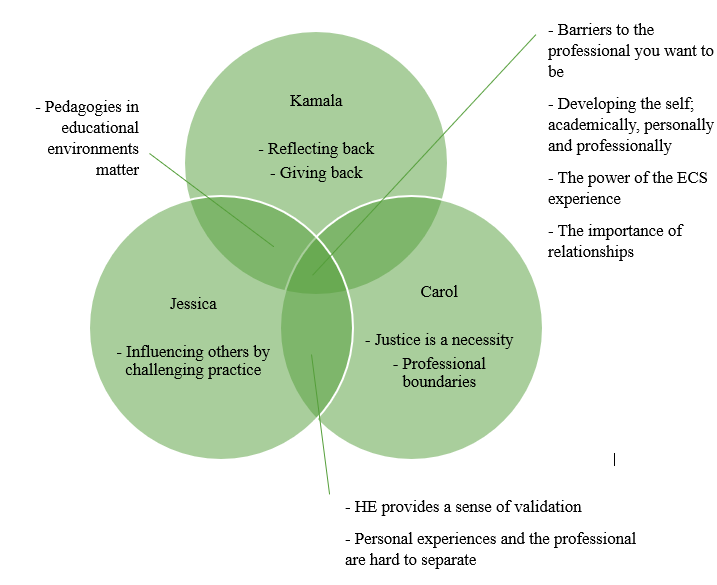 - Barriers to the
professional you want to
be
- Developing the self;
academically, personally
and professionally
- The power of the ECS
experience
- The importance of
relationships
- Pedagogies in
educational
environments
matter
Kamala
- Reflecting back
- Giving back
Jessica
- Influencing others by
challenging practice
Carol
- Justice is a necessity
- Professional
boundaries
- HE provides a sense of validation
- Personal experiences and the professional
are hard to separate